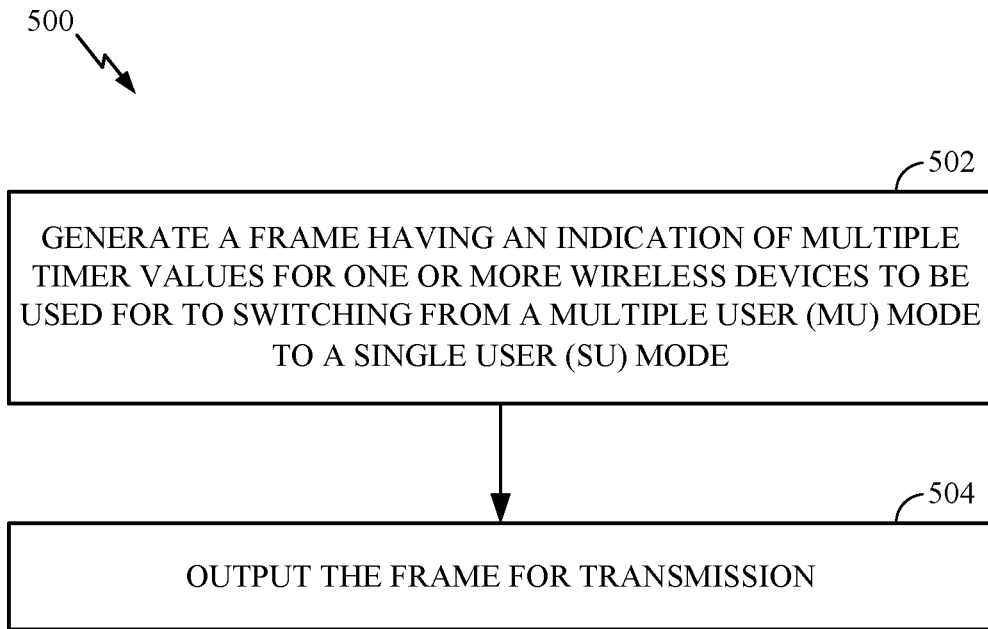 500
502
GENERATE A FRAME HAVING AN INDICATION OF MULTIPLE
TIMER VALUES FOR ONE OR MORE WIRELESS DEVICES TO BE
USED FOR TO SWITCHING FROM A MULTIPLE USER (MU) MODE
TO A SINGLE USER (SU) MODE
504
OUTPUT THE FRAME FOR TRANSMISSION